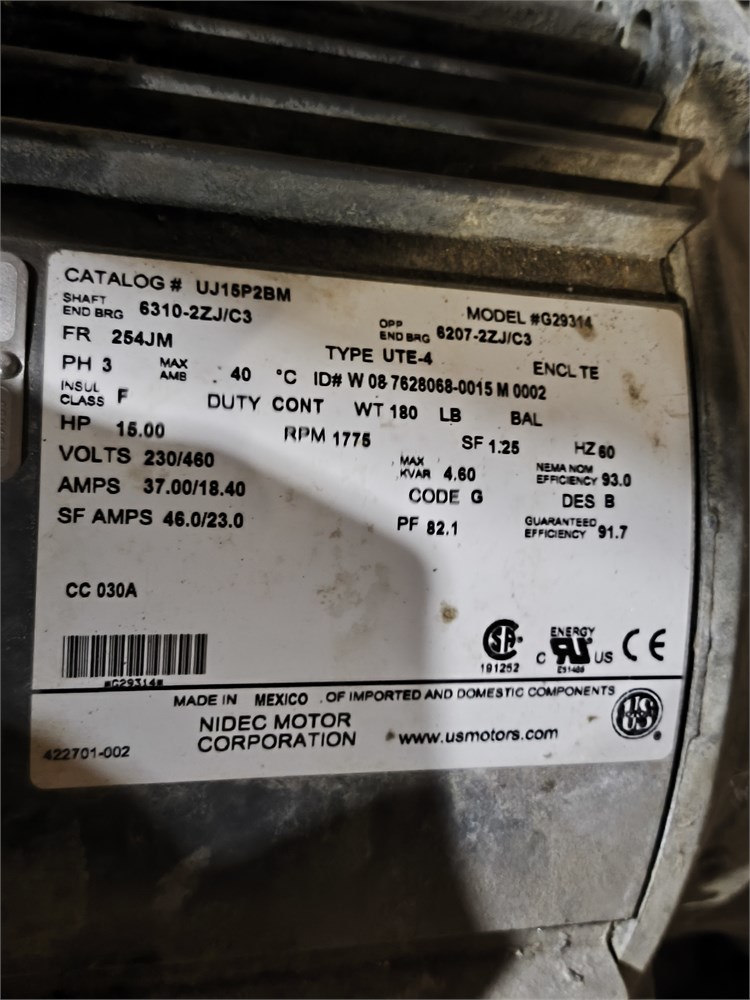 CATALOG # UJ15P2BM
MODEL #G29314
SHAFT END BRG 6310-2ZJ/C3
OPP END BRG 6207-2ZJ/C3
FR 254JM
TYPE UTE-4
ENCL TE
PH 3
MAX AMB 40 °C
ID# W 08 7628068-0015 M 0002
INSUL CLASS F
DUTY CONT
WT 180 LB
BAL
HP 15.00
RPM 1775
SF 1.25
HZ 60
VOLTS 230/460
MAX KVAR 4.60
NEMA NOM EFFICIENCY 93.0
AMPS 37.00/18.40
CODE G
DES B
SF AMPS 46.0/23.0
PF 82.1
GUARANTEED EFFICIENCY 91.7
CC 030A
*G29314*
SA
191252
ENERGY
C UR US
CE
MADE IN MEXICO OF IMPORTED AND DOMESTIC COMPONENTS
NIDEC MOTOR
CORPORATION
www.usmotors.com
US
422701-002